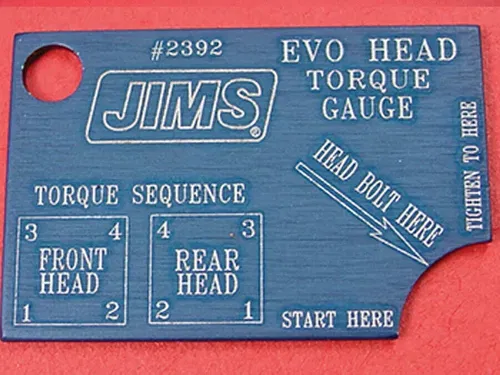 #2392
JIMS®
EVO HEAD
TORQUE
GAUGE
TIGHTEN TO HERE
HEAD BOLT HERE
START HERE
TORQUE SEQUENCE
3 4
FRONT
HEAD
1 2
4 3
REAR
HEAD
2 1